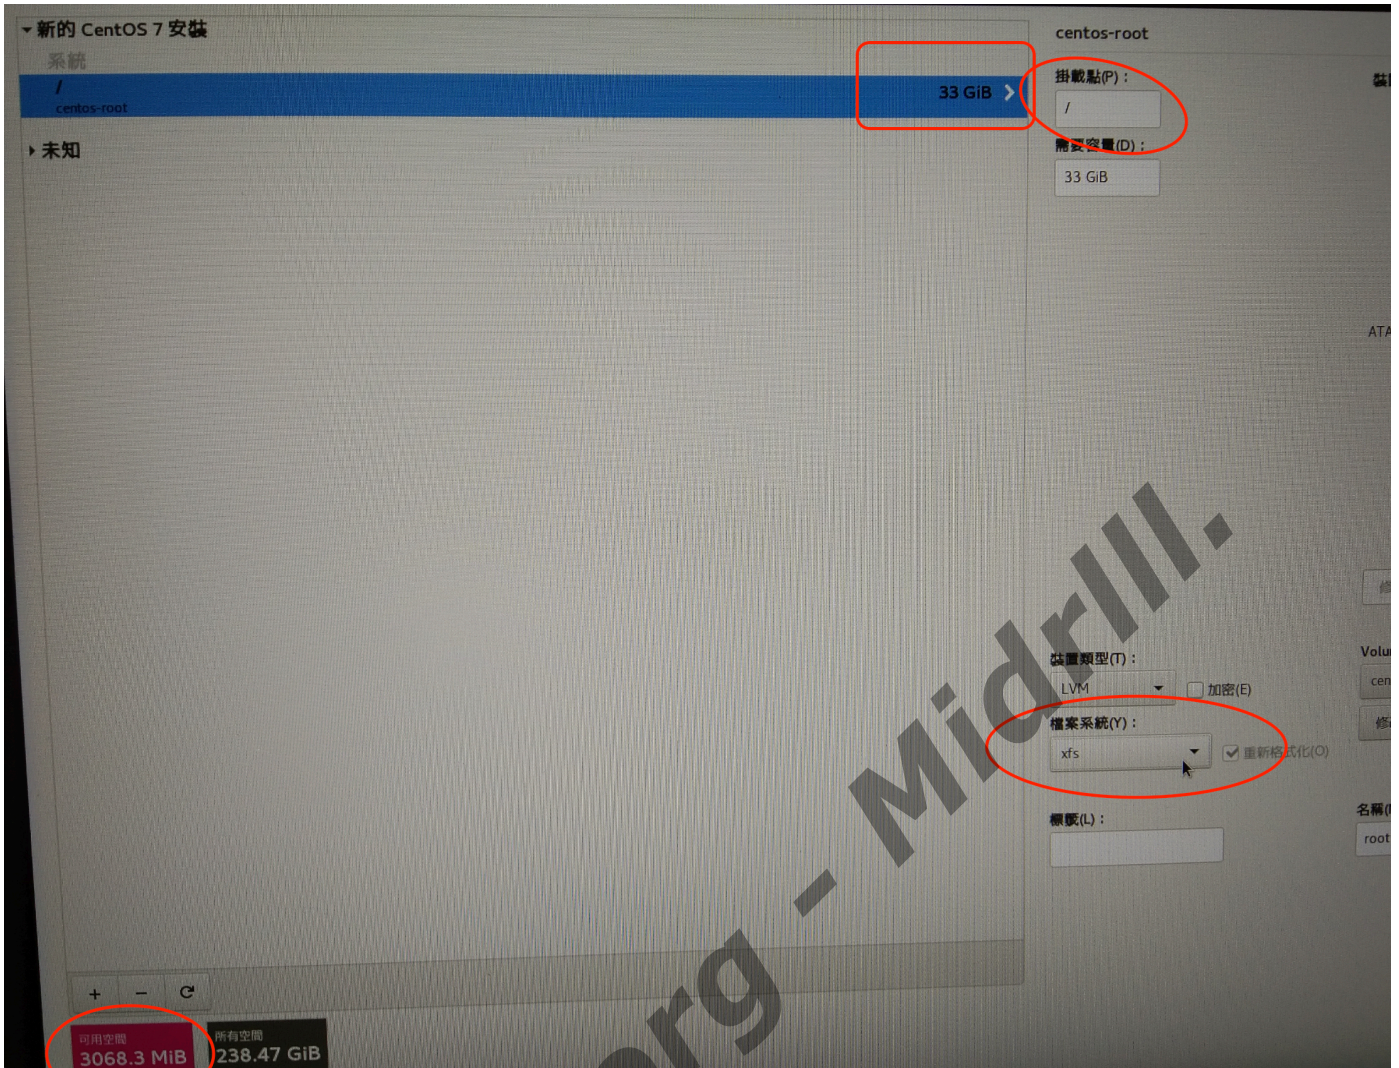 新的 CentOS 7 安裝
系統
/
centos-root
33 GiB
未知
centos-root
掛載點(P)：
/
需要容量(D)：
33 GiB
ATA
裝置類型(T)：
LVM
加密(E)
檔案系統(Y)：
xfs
重新格式化(O)
標籤(L)：
Volu
cen
名稱(
root
+ −
可用空間
3068.3 MiB
所有空間
238.47 GiB
rg - Midrlll.